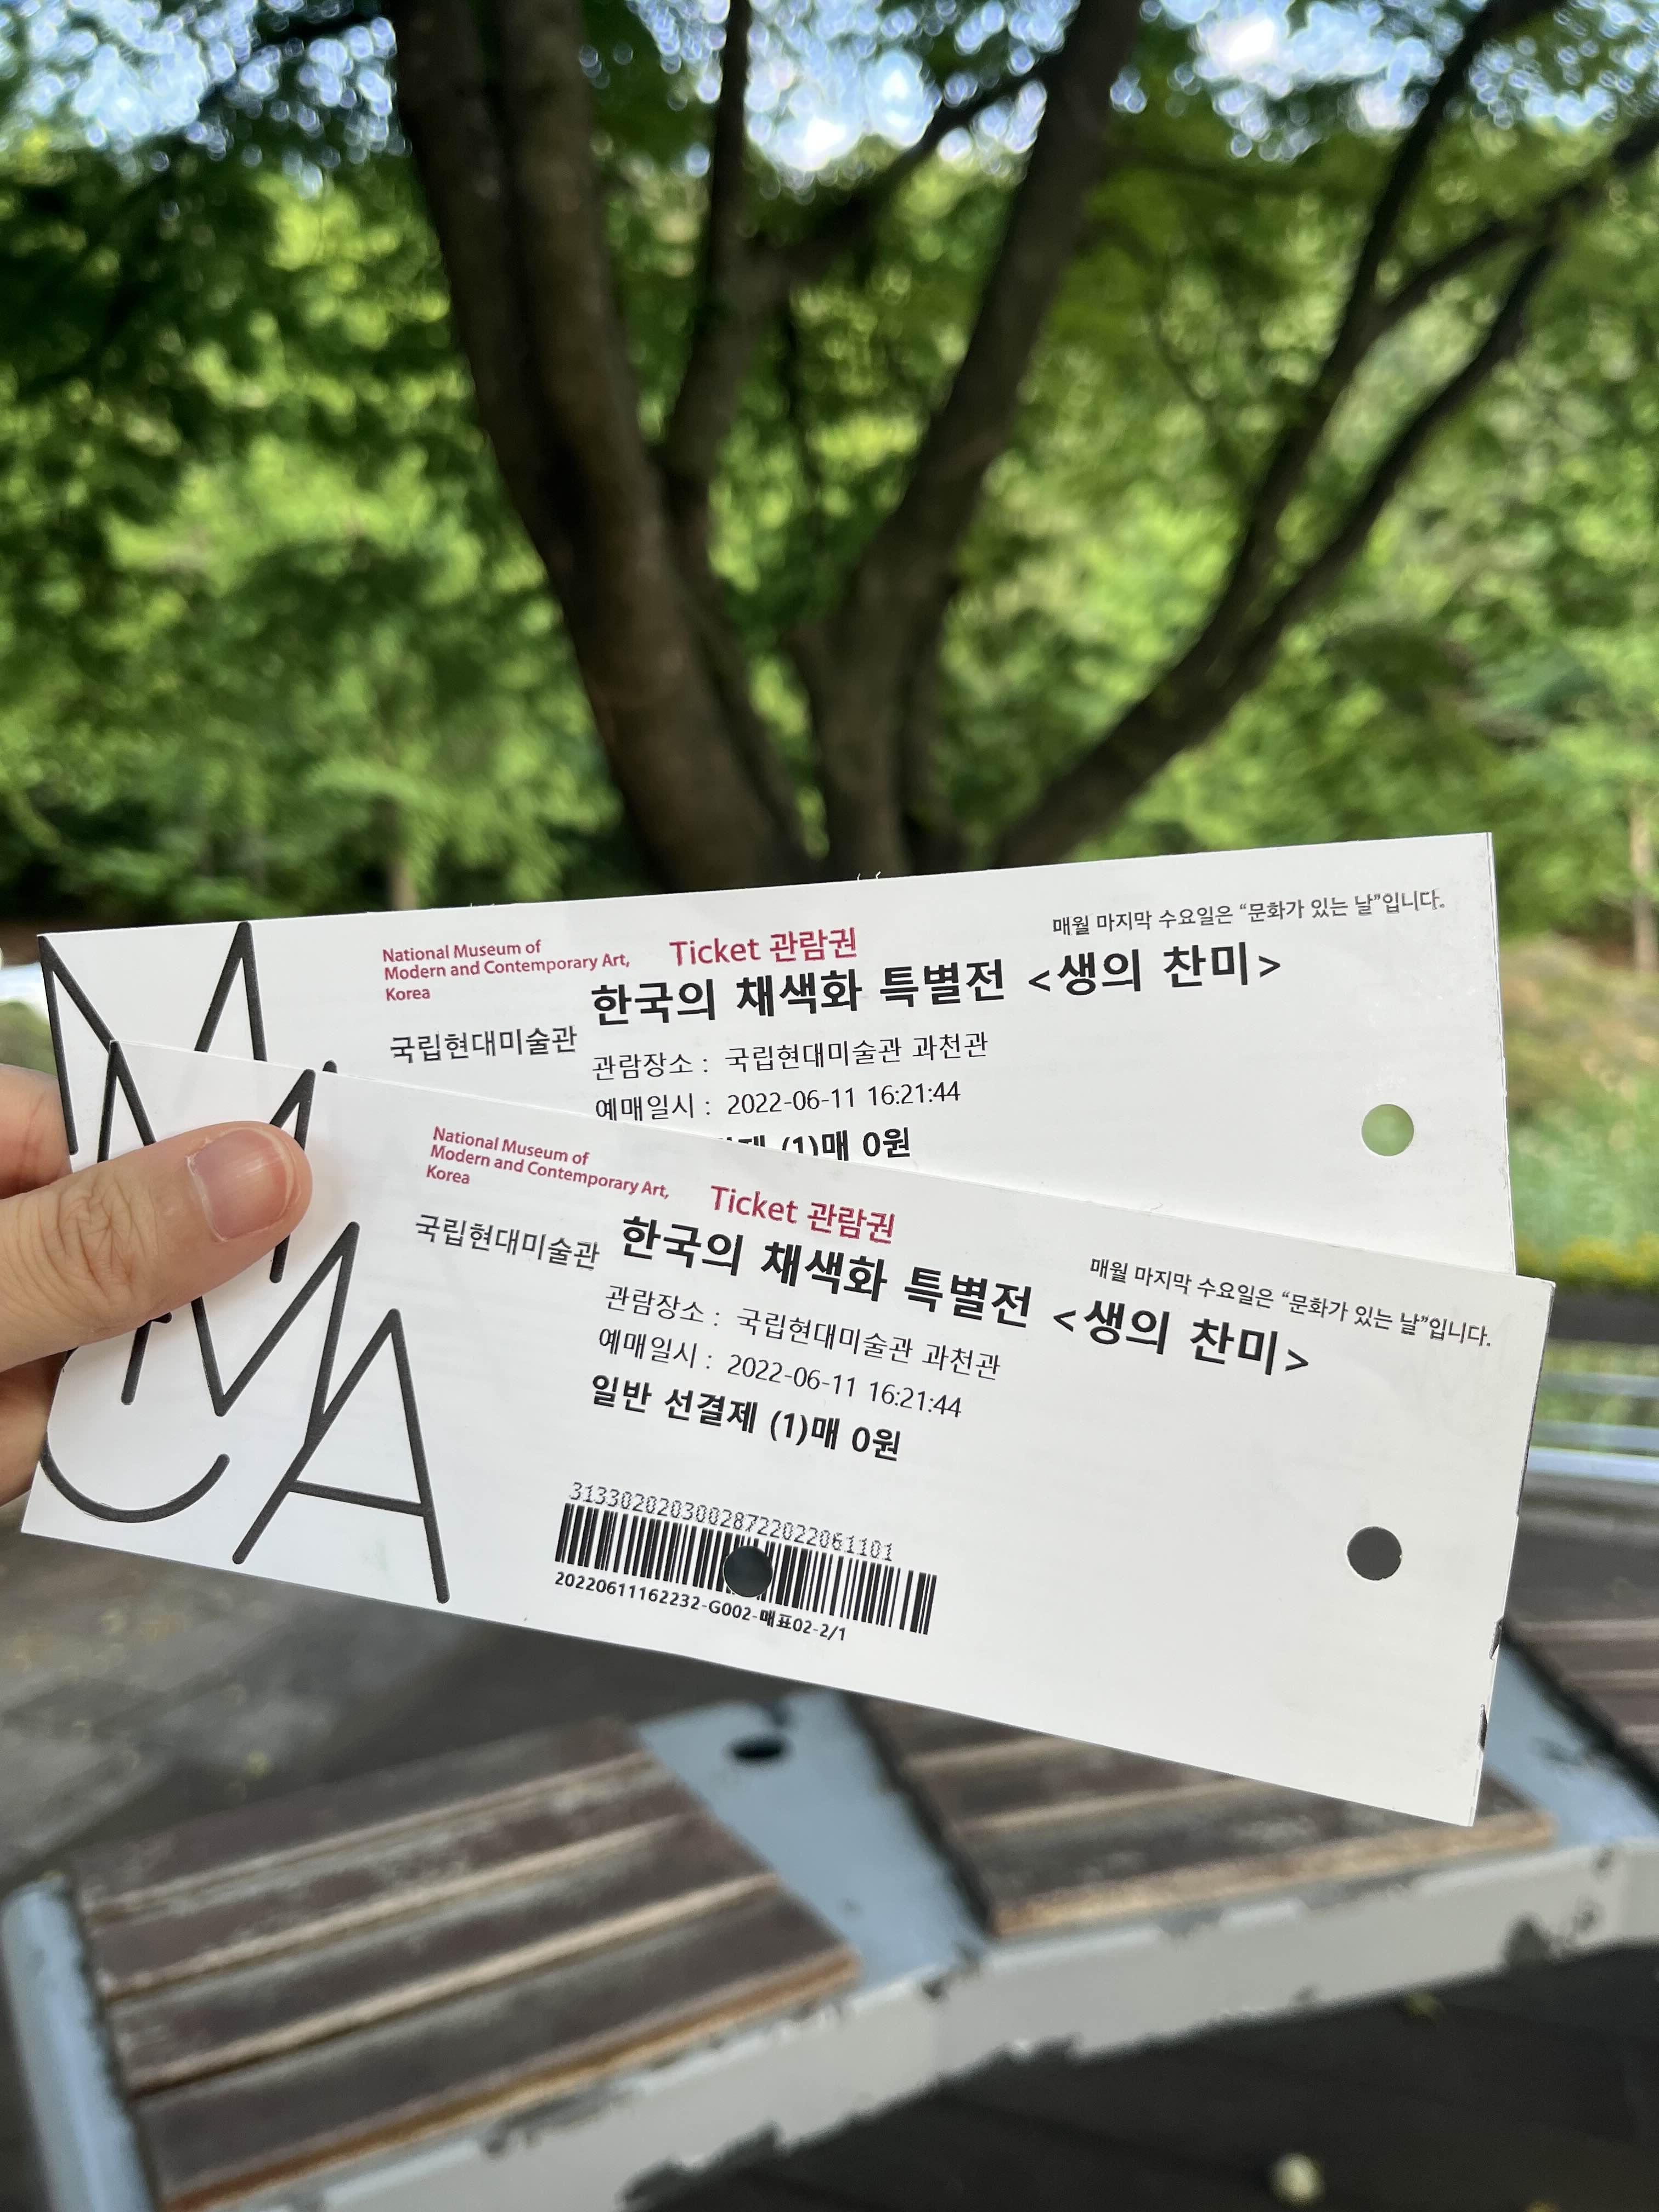 National Museum of
Modern and Contemporary Art,
Korea
국립현대미술관
Ticket 관람권
매월 마지막 수요일은 “문화가 있는 날”입니다.
한국의 채색화 특별전 <생의 찬미>
관람장소 : 국립현대미술관 과천관
예매일시 : 2022-06-11 16:21:44
(1)매 0원
M
M
C
A
National Museum of
Modern and Contemporary Art,
Korea
국립현대미술관
Ticket 관람권
매월 마지막 수요일은 “문화가 있는 날”입니다.
한국의 채색화 특별전 <생의 찬미>
관람장소 : 국립현대미술관 과천관
예매일시 : 2022-06-11 16:21:44
일반 선결제 (1)매 0원
31330202030028722022061101
20220611162232-G002-매표02-2/1